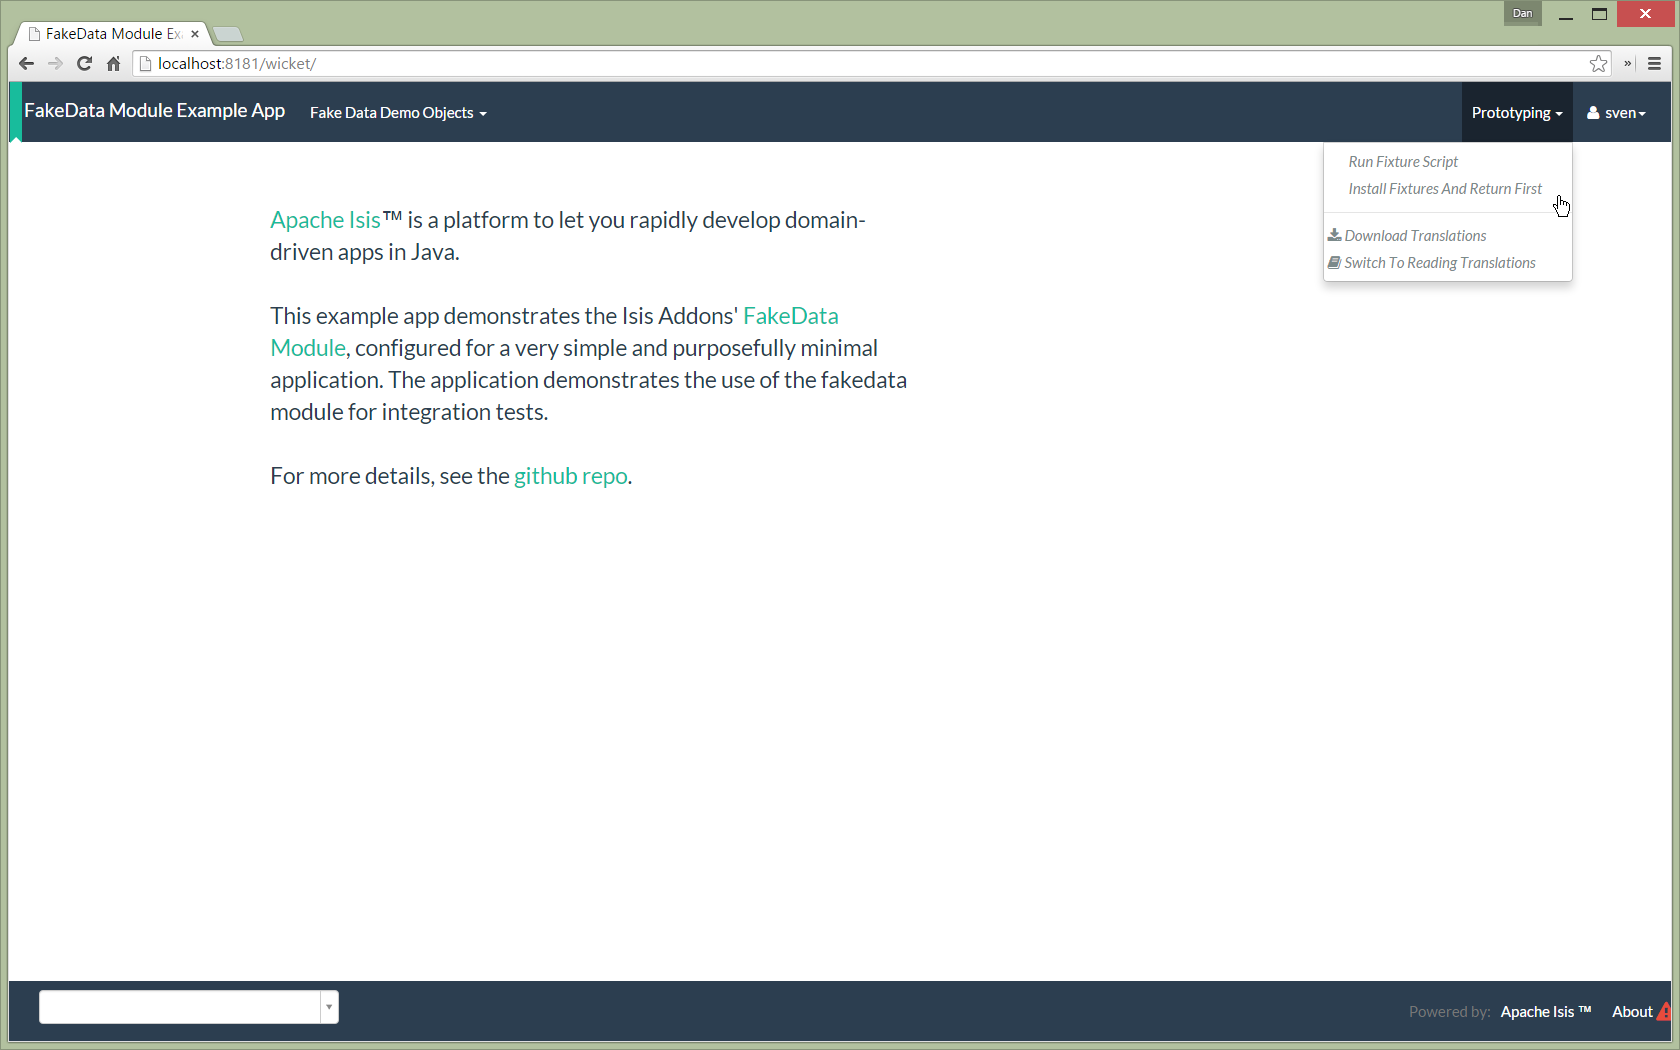 Dan
FakeData Module Ex
localhost:8181/wicket/
FakeData Module Example App Fake Data Demo Objects Prototyping sven
Run Fixture Script
Install Fixtures And Return First
Download Translations
Switch To Reading Translations
Apache Isis™ is a platform to let you rapidly develop domain-
driven apps in Java.
This example app demonstrates the Isis Addons' FakeData
Module, configured for a very simple and purposefully minimal
application. The application demonstrates the use of the fakedata
module for integration tests.
For more details, see the github repo.
Powered by: Apache Isis ™ About